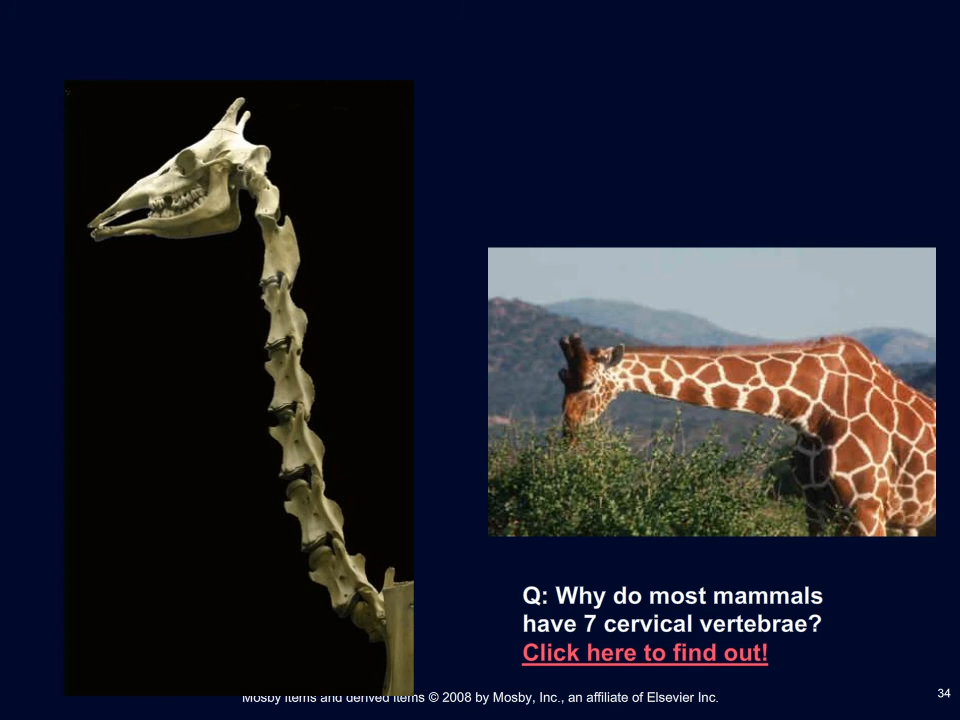 Q: Why do most mammals
have 7 cervical vertebrae?
Click here to find out!
Mosby items and derived items © 2008 by Mosby, Inc., an affiliate of Elsevier Inc.
34